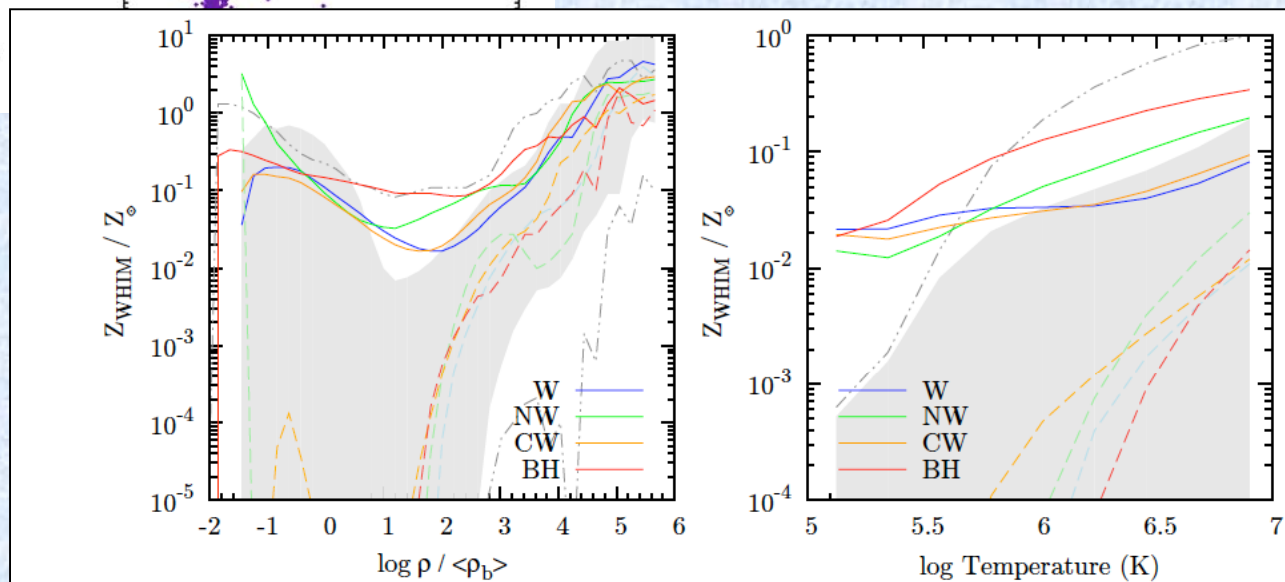 10^1
10^0
10^-1
10^-2
10^-3
10^-4
10^-5
Z_WHIM / Z_⊙
-2 -1 0 1 2 3 4 5 6
log ρ / <ρ_b>
W
NW
CW
BH
10^0
10^-1
10^-2
10^-3
10^-4
Z_WHIM / Z_⊙
5 5.5 6 6.5 7
log Temperature (K)
W
NW
CW
BH